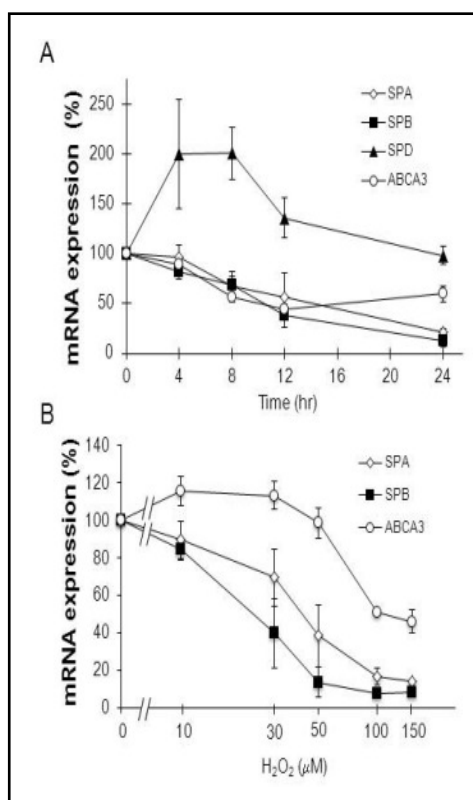 A
mRNA expression (%)
250
200
150
100
50
0
0 4 8 12 16 20 24
Time (hr)
SPA
SPB
SPD
ABCA3
B
mRNA expression (%)
140
120
100
80
60
40
20
0
0 10 30 50 100 150
H₂O₂ (μM)
SPA
SPB
ABCA3